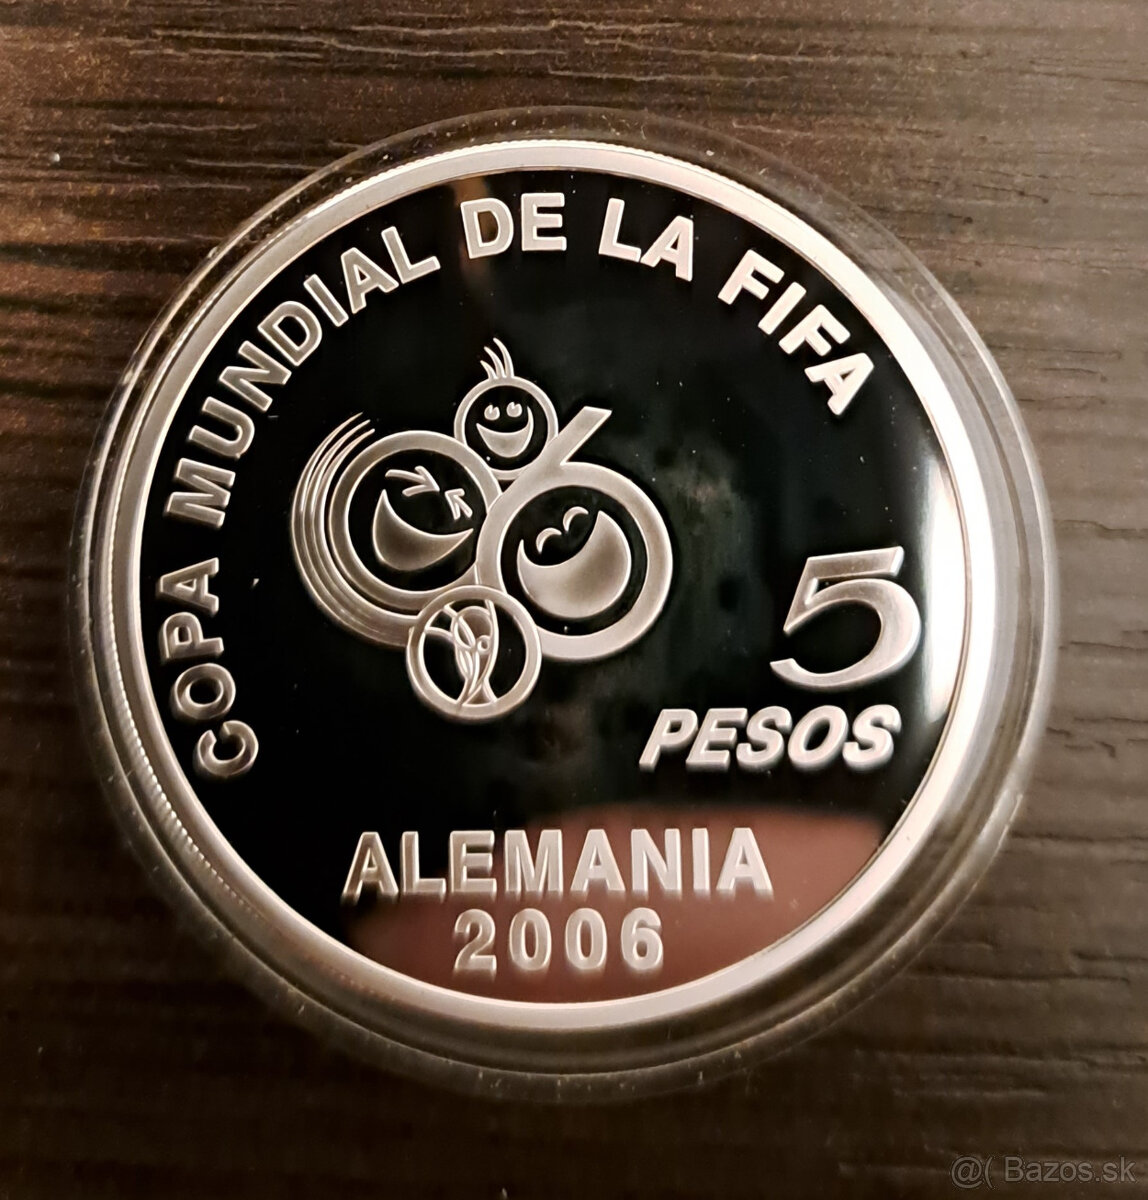 COPA MUNDIAL DE LA FIFA
5
PESOS
ALEMANIA
2006
@( Bazos.sk